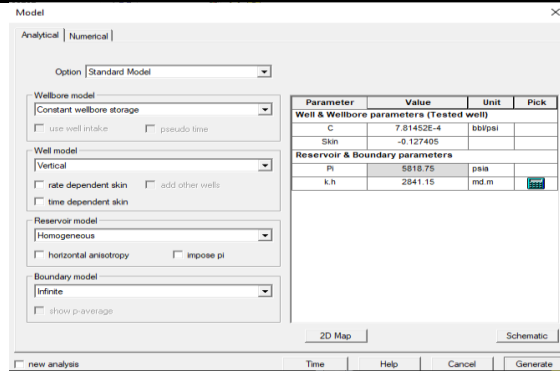 Model
Analytical Numerical
Option Standard Model
Wellbore model
Constant wellbore storage
use well intake pseudo time
Well model
Vertical
rate dependent skin add other wells
time dependent skin
Reservoir model
Homogeneous
horizontal anisotropy impose pi
Boundary model
Infinite
show p-average
Parameter Value Unit Pick
Well & Wellbore parameters (Tested well)
C 7.81452E-4 bbl/psi
Skin -0.127405
Reservoir & Boundary parameters
Pi 5818.75 psia
k.h 2841.15 md.m
2D Map Schematic
new analysis Time Help Cancel Generate